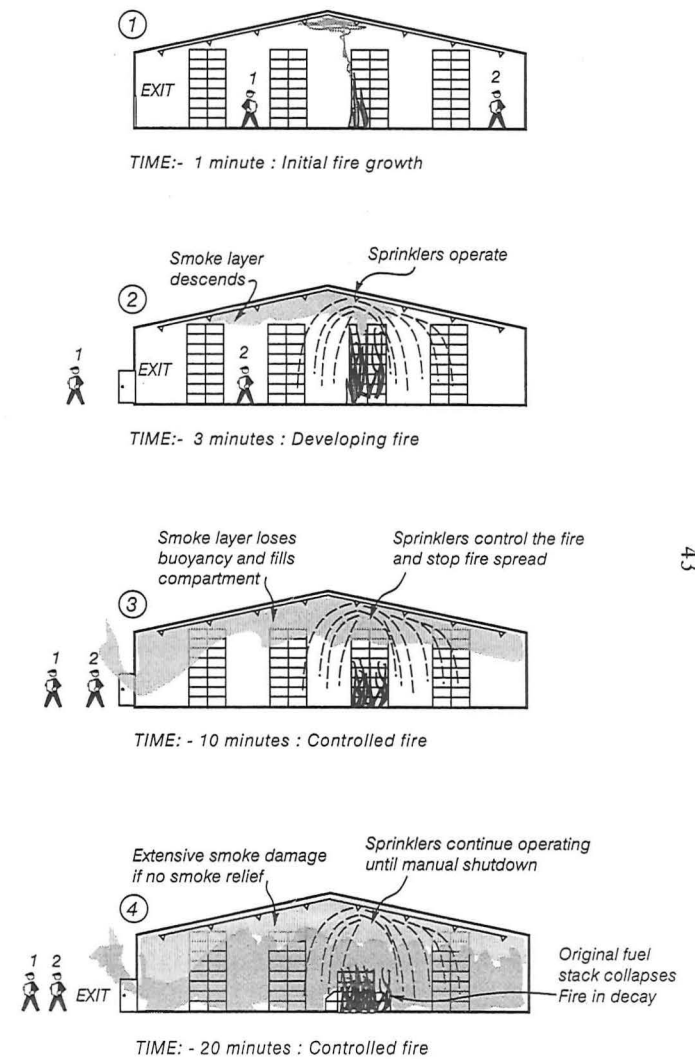 1
EXIT
1
2
TIME:- 1 minute : Initial fire growth
Smoke layer
descends
Sprinklers operate
2
1
EXIT
2
TIME:- 3 minutes : Developing fire
Smoke layer loses
buoyancy and fills
compartment
Sprinklers control the fire
and stop fire spread
3
1 2
TIME: - 10 minutes : Controlled fire
Extensive smoke damage
if no smoke relief
Sprinklers continue operating
until manual shutdown
4
1 2
EXIT
Original fuel
stack collapses
Fire in decay
TIME: - 20 minutes : Controlled fire
43